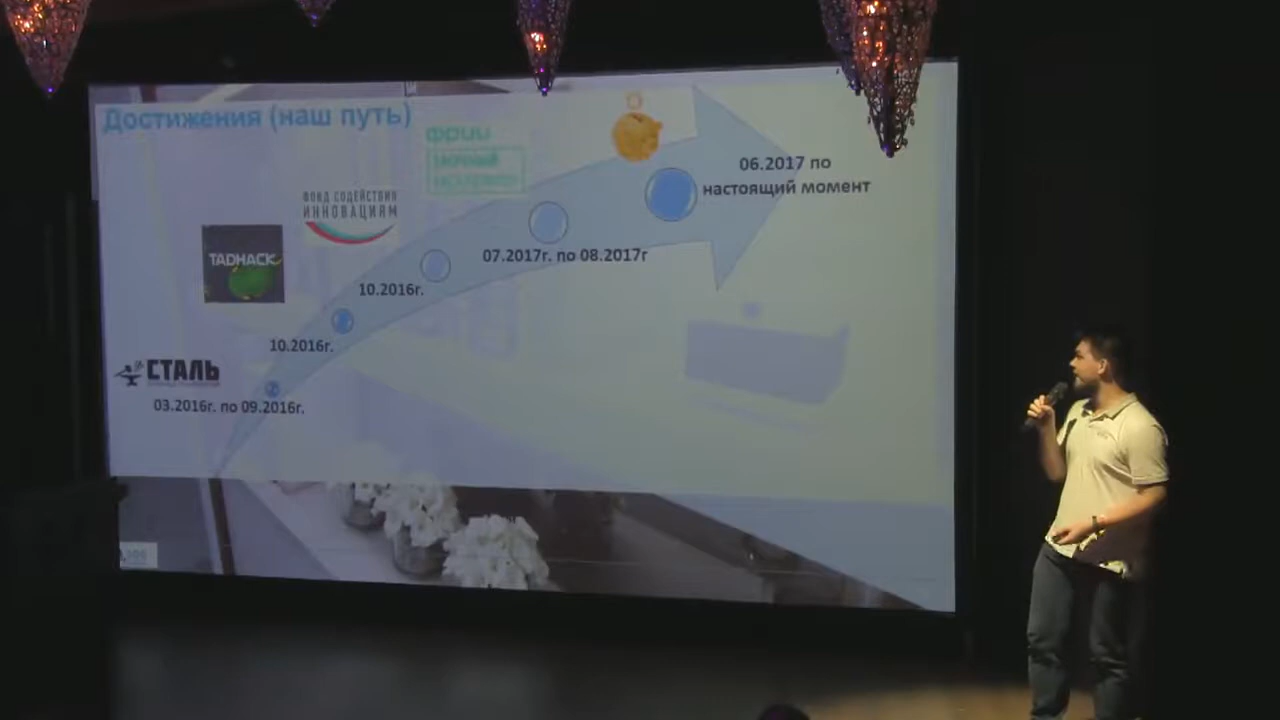 Достижения (наш путь)
фрии
ФОНД СОДЕЙСТВИЯ
ИННОВАЦИЯМ
TADHACK
06.2017 по
настоящий момент
07.2017г. по 08.2017г
10.2016г.
10.2016г.
СТАЛЬ
03.2016г. по 09.2016г.